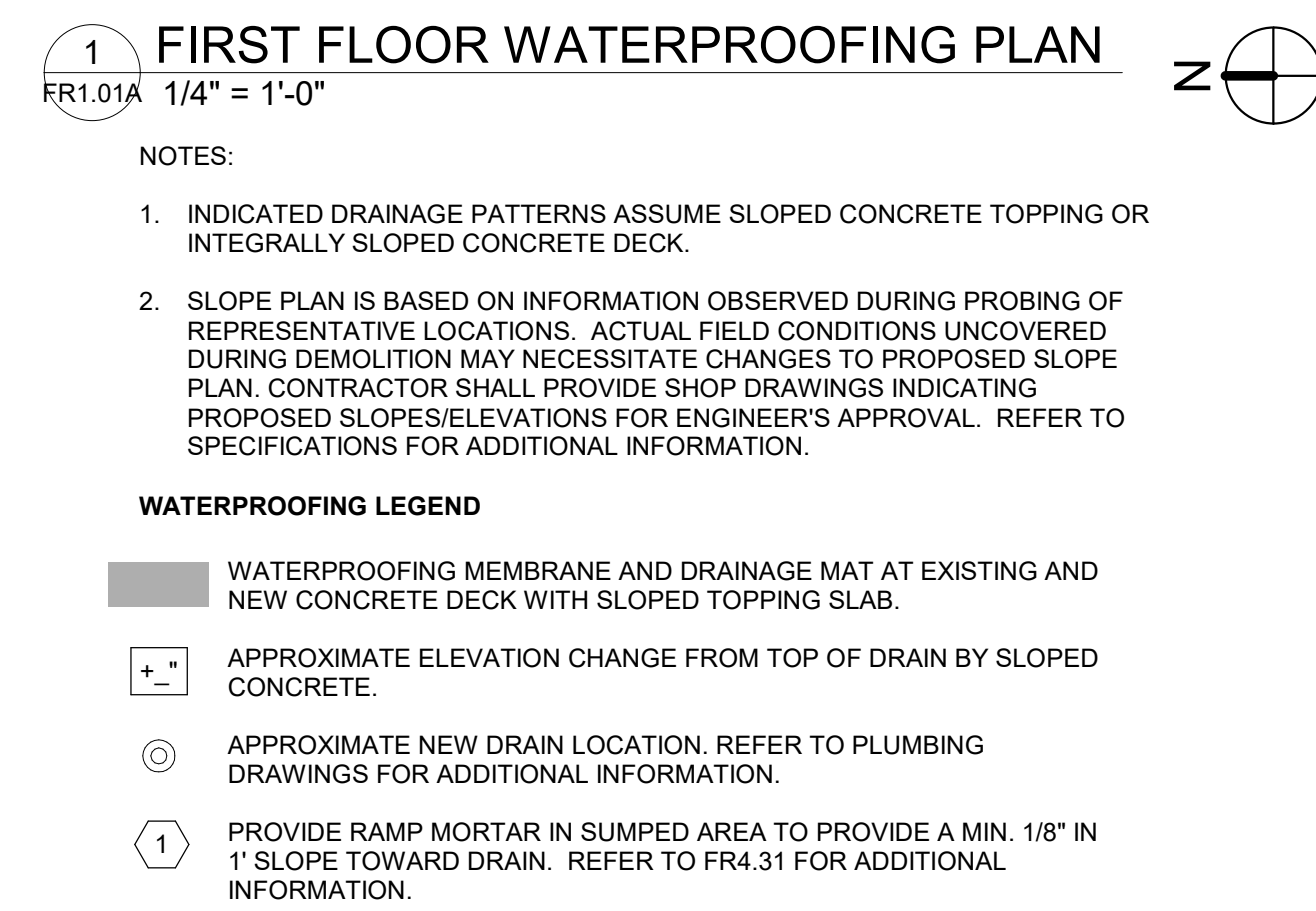 1 FIRST FLOOR WATERPROOFING PLAN
FR1.01A 1/4" = 1'-0"
N
NOTES:
1. INDICATED DRAINAGE PATTERNS ASSUME SLOPED CONCRETE TOPPING OR
INTEGRALLY SLOPED CONCRETE DECK.
2. SLOPE PLAN IS BASED ON INFORMATION OBSERVED DURING PROBING OF
REPRESENTATIVE LOCATIONS. ACTUAL FIELD CONDITIONS UNCOVERED
DURING DEMOLITION MAY NECESSITATE CHANGES TO PROPOSED SLOPE
PLAN. CONTRACTOR SHALL PROVIDE SHOP DRAWINGS INDICATING
PROPOSED SLOPES/ELEVATIONS FOR ENGINEER'S APPROVAL. REFER TO
SPECIFICATIONS FOR ADDITIONAL INFORMATION.
WATERPROOFING LEGEND
WATERPROOFING MEMBRANE AND DRAINAGE MAT AT EXISTING AND
NEW CONCRETE DECK WITH SLOPED TOPPING SLAB.
+_" APPROXIMATE ELEVATION CHANGE FROM TOP OF DRAIN BY SLOPED
CONCRETE.
APPROXIMATE NEW DRAIN LOCATION. REFER TO PLUMBING
DRAWINGS FOR ADDITIONAL INFORMATION.
1 PROVIDE RAMP MORTAR IN SUMPED AREA TO PROVIDE A MIN. 1/8" IN
1' SLOPE TOWARD DRAIN. REFER TO FR4.31 FOR ADDITIONAL
INFORMATION.